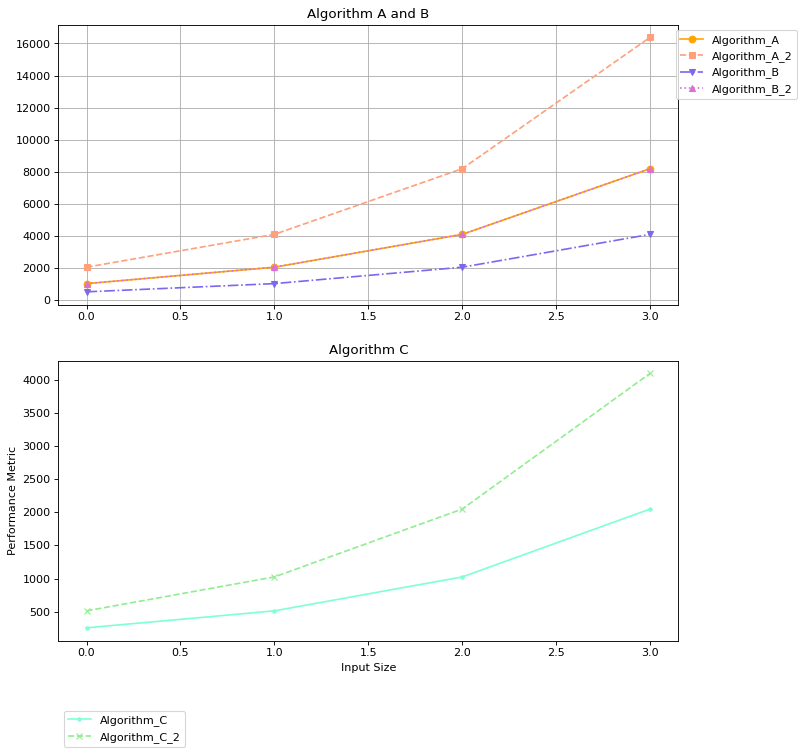 Algorithm A and B
16000
14000
12000
10000
8000
6000
4000
2000
0
0.0 0.5 1.0 1.5 2.0 2.5 3.0
Algorithm_A
Algorithm_A_2
Algorithm_B
Algorithm_B_2
Algorithm C
Performance Metric
4000
3500
3000
2500
2000
1500
1000
500
0.0 0.5 1.0 1.5 2.0 2.5 3.0
Input Size
Algorithm_C
Algorithm_C_2